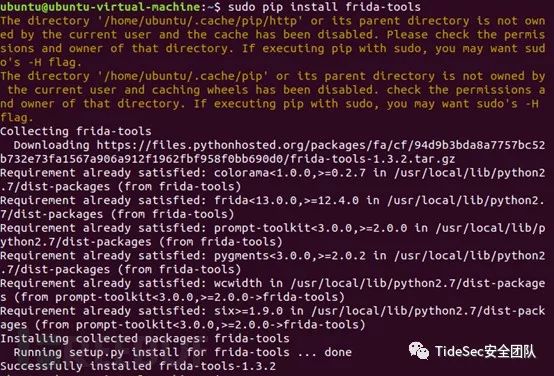 ubuntu@ubuntu-virtual-machine:~$ sudo pip install frida-tools
The directory '/home/ubuntu/.cache/pip/http' or its parent directory is not own
ed by the current user and the cache has been disabled. Please check the permis
sions and owner of that directory. If executing pip with sudo, you may want sud
o's -H flag.
The directory '/home/ubuntu/.cache/pip' or its parent directory is not owned by
 the current user and caching wheels has been disabled. check the permissions a
nd owner of that directory. If executing pip with sudo, you may want sudo's -H
flag.
Collecting frida-tools
  Downloading https://files.pythonhosted.org/packages/fa/cf/94d9b3bda8a7757bc52
b732e73fa1567a906a912f1962fbf958f0bb690d0/frida-tools-1.3.2.tar.gz
Requirement already satisfied: colorama<1.0.0,>=0.2.7 in /usr/local/lib/python2
.7/dist-packages (from frida-tools)
Requirement already satisfied: frida<13.0.0,>=12.4.0 in /usr/local/lib/python2.
7/dist-packages (from frida-tools)
Requirement already satisfied: prompt-toolkit<3.0.0,>=2.0.0 in /usr/local/lib/p
ython2.7/dist-packages (from frida-tools)
Requirement already satisfied: pygments<3.0.0,>=2.0.2 in /usr/local/lib/python2
.7/dist-packages (from frida-tools)
Requirement already satisfied: wcwidth in /usr/local/lib/python2.7/dist-package
s (from prompt-toolkit<3.0.0,>=2.0.0->frida-tools)
Requirement already satisfied: six>=1.9.0 in /usr/local/lib/python2.7/dist-pack
ages (from prompt-toolkit<3.0.0,>=2.0.0->frida-tools)
Installing collected packages: frida-tools
  Running setup.py install for frida-tools ... done
Successfully installed frida-tools-1.3.2
TideSec安全团队